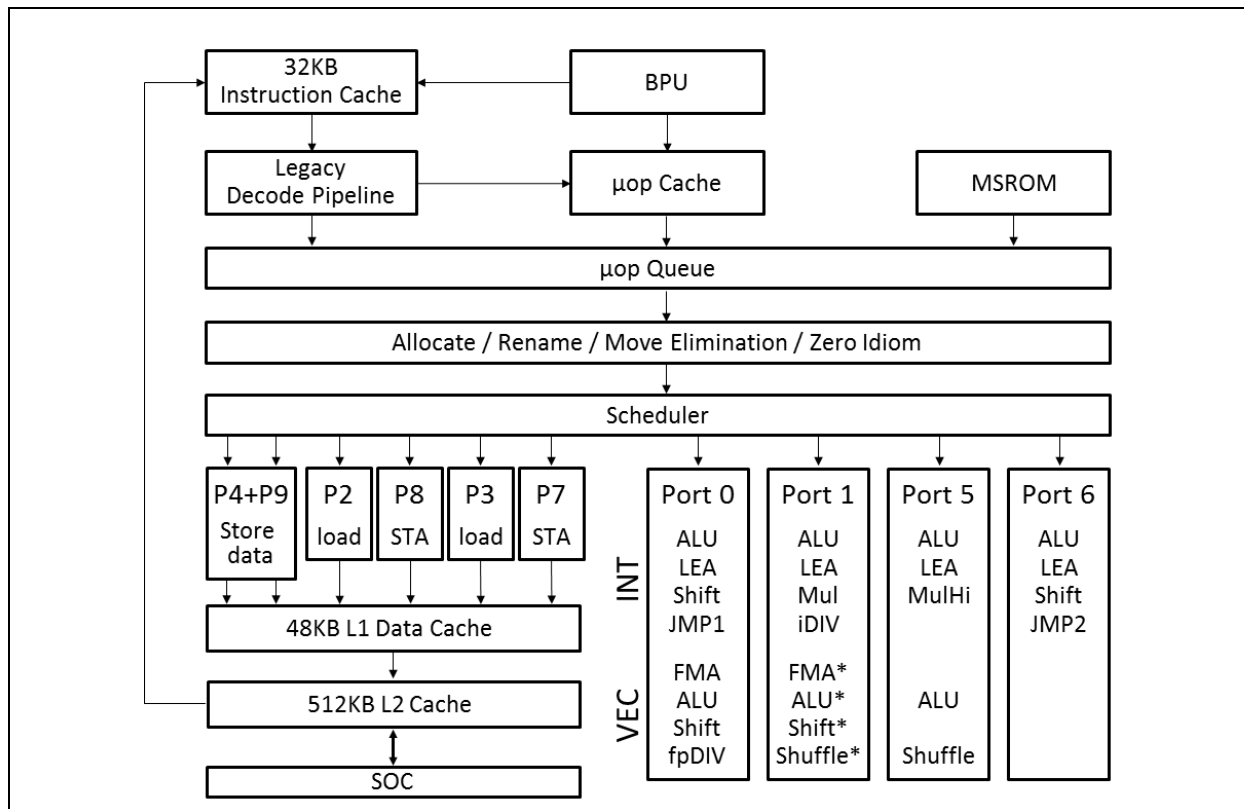 32KB
Instruction Cache
BPU
Legacy
Decode Pipeline
μop Cache
MSROM
μop Queue
Allocate / Rename / Move Elimination / Zero Idiom
Scheduler
P4+P9
Store
data
P2
load
P8
STA
P3
load
P7
STA
48KB L1 Data Cache
512KB L2 Cache
SOC
INT
VEC
Port 0
ALU
LEA
Shift
JMP1
FMA
ALU
Shift
fpDIV
Port 1
ALU
LEA
Mul
iDIV
FMA*
ALU*
Shift*
Shuffle*
Port 5
ALU
LEA
MulHi
ALU
Shuffle
Port 6
ALU
LEA
Shift
JMP2